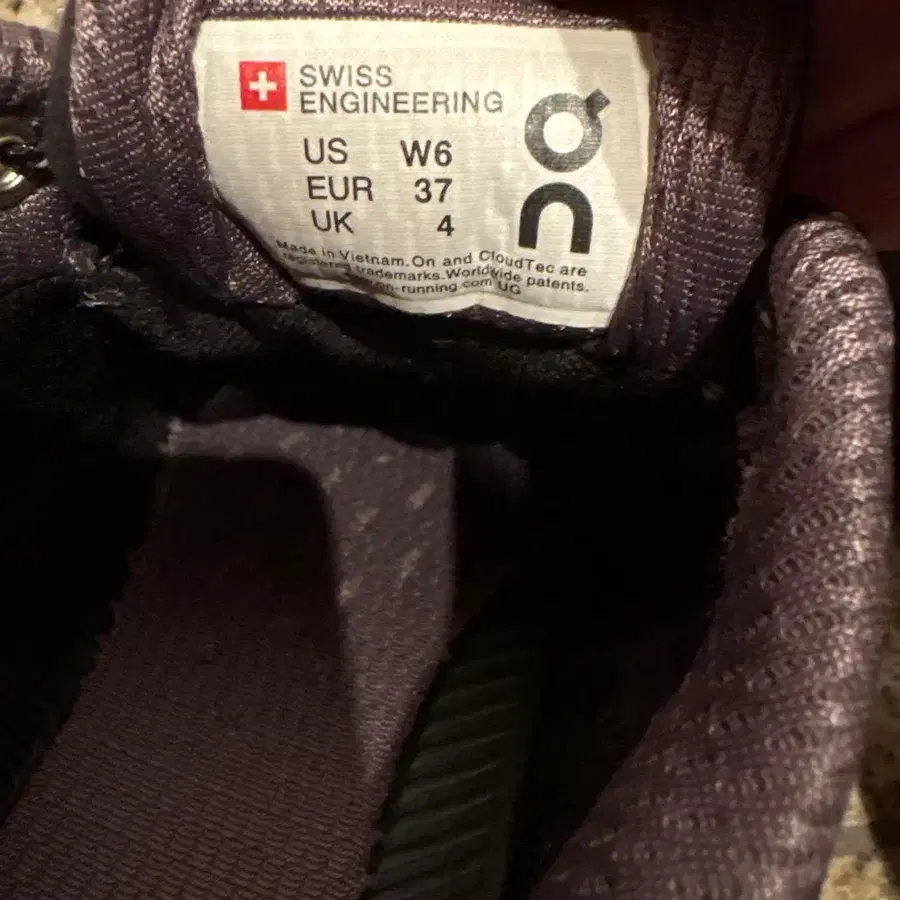 SWISS
ENGINEERING
US W6
EUR 37
UK 4
Made in Vietnam. On and CloudTec are
registered trademarks. Worldwide patents.
on-running.com UG
On